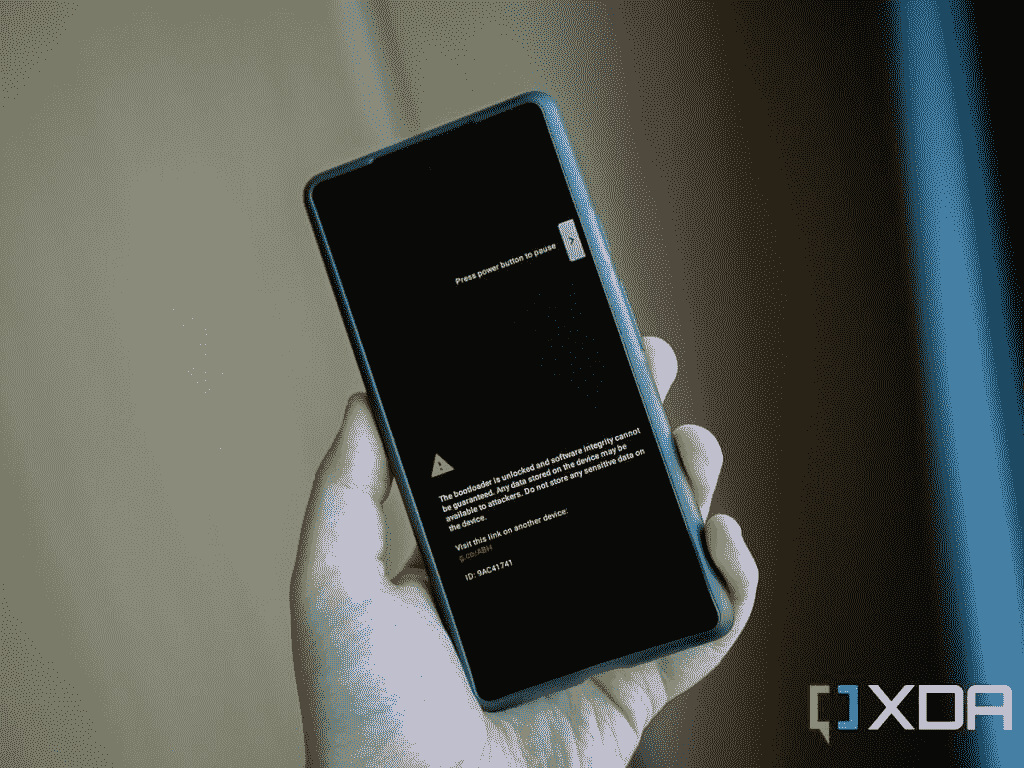 Press power button to pause
The bootloader is unlocked and software integrity cannot
be guaranteed. Any data stored on the device may be
available to attackers. Do not store any sensitive data on
the device.
Visit this link on another device:
g.co/ABH
ID: 9AC41741
XDA